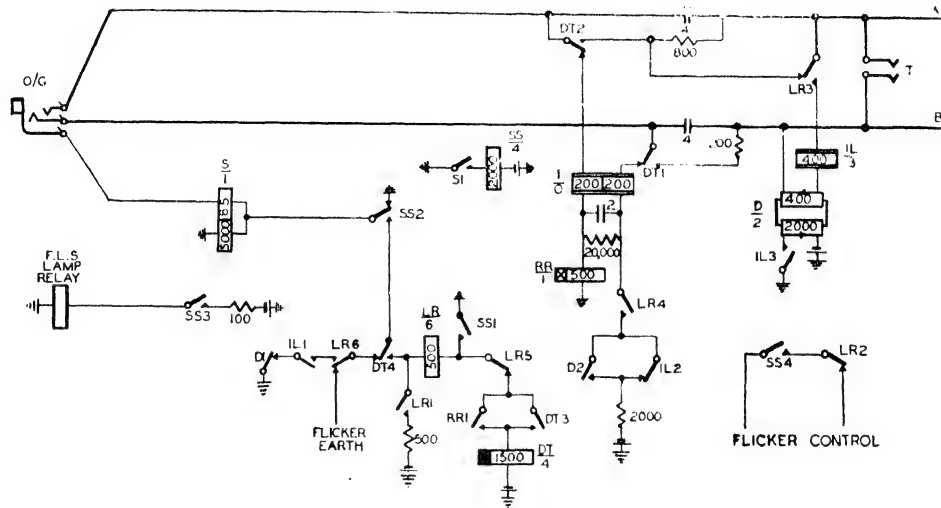 A
4
DT2
800
O/G
LR3
T
B
4
SS
4
S1
2000
DT1
IL
3
400
S
1
85
5000
I
O
200 200
2
D
2
400
2000
SS2
20,000
F.L.S
LAMP
RELAY
RR
1
500
IL3
SS3
100
LR4
LR
6
500
SS1
D1
IL1
LR6
DT4
LR5
D2
IL2
SS4
LR2
LR1
RR1
DT3
500
2000
FLICKER
EARTH
1500
DT
4
FLICKER CONTROL